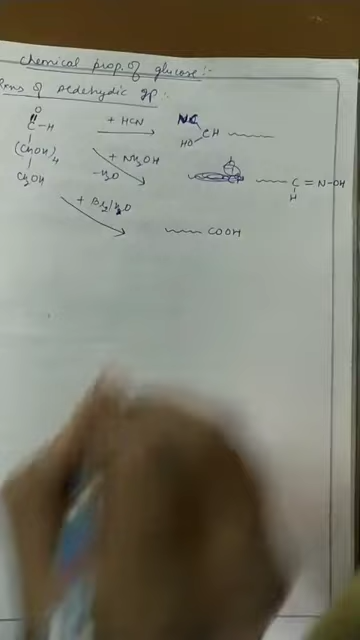 chemical prop. of glucose:-
Rxns of aldehydic gp:-
O
C-H + HCN NC
HO CH
(CHOH)4 + NH2OH
-H2O C=N-OH
H
CH2OH
+ Br2/H2O COOH